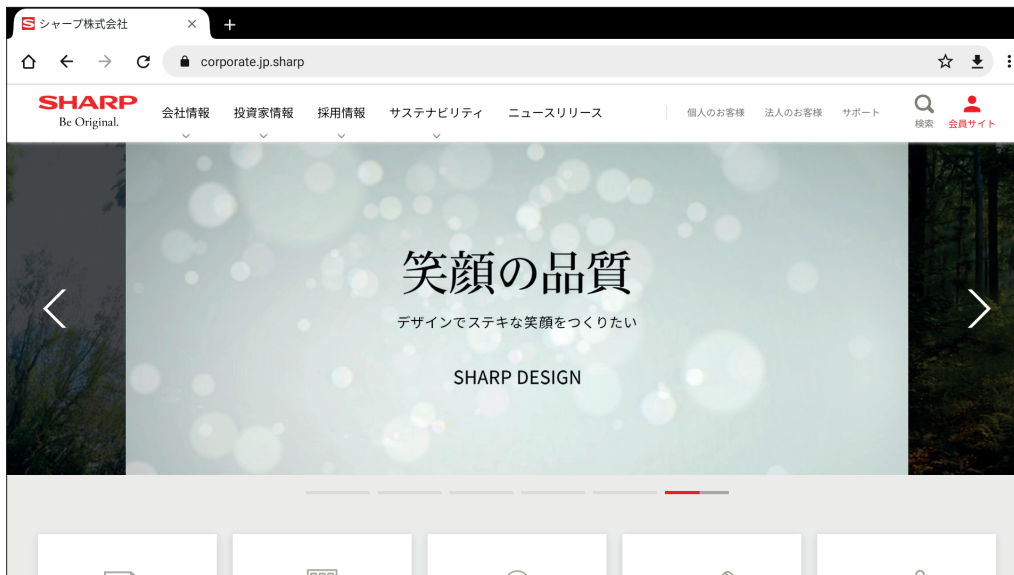 シャープ株式会社
corporate.jp.sharp
SHARP
Be Original.
会社情報 投資家情報 採用情報 サステナビリティ ニュースリリース 個人のお客様 法人のお客様 サポート 検索 会員サイト
笑顔の品質
デザインでステキな笑顔をつくりたい
SHARP DESIGN